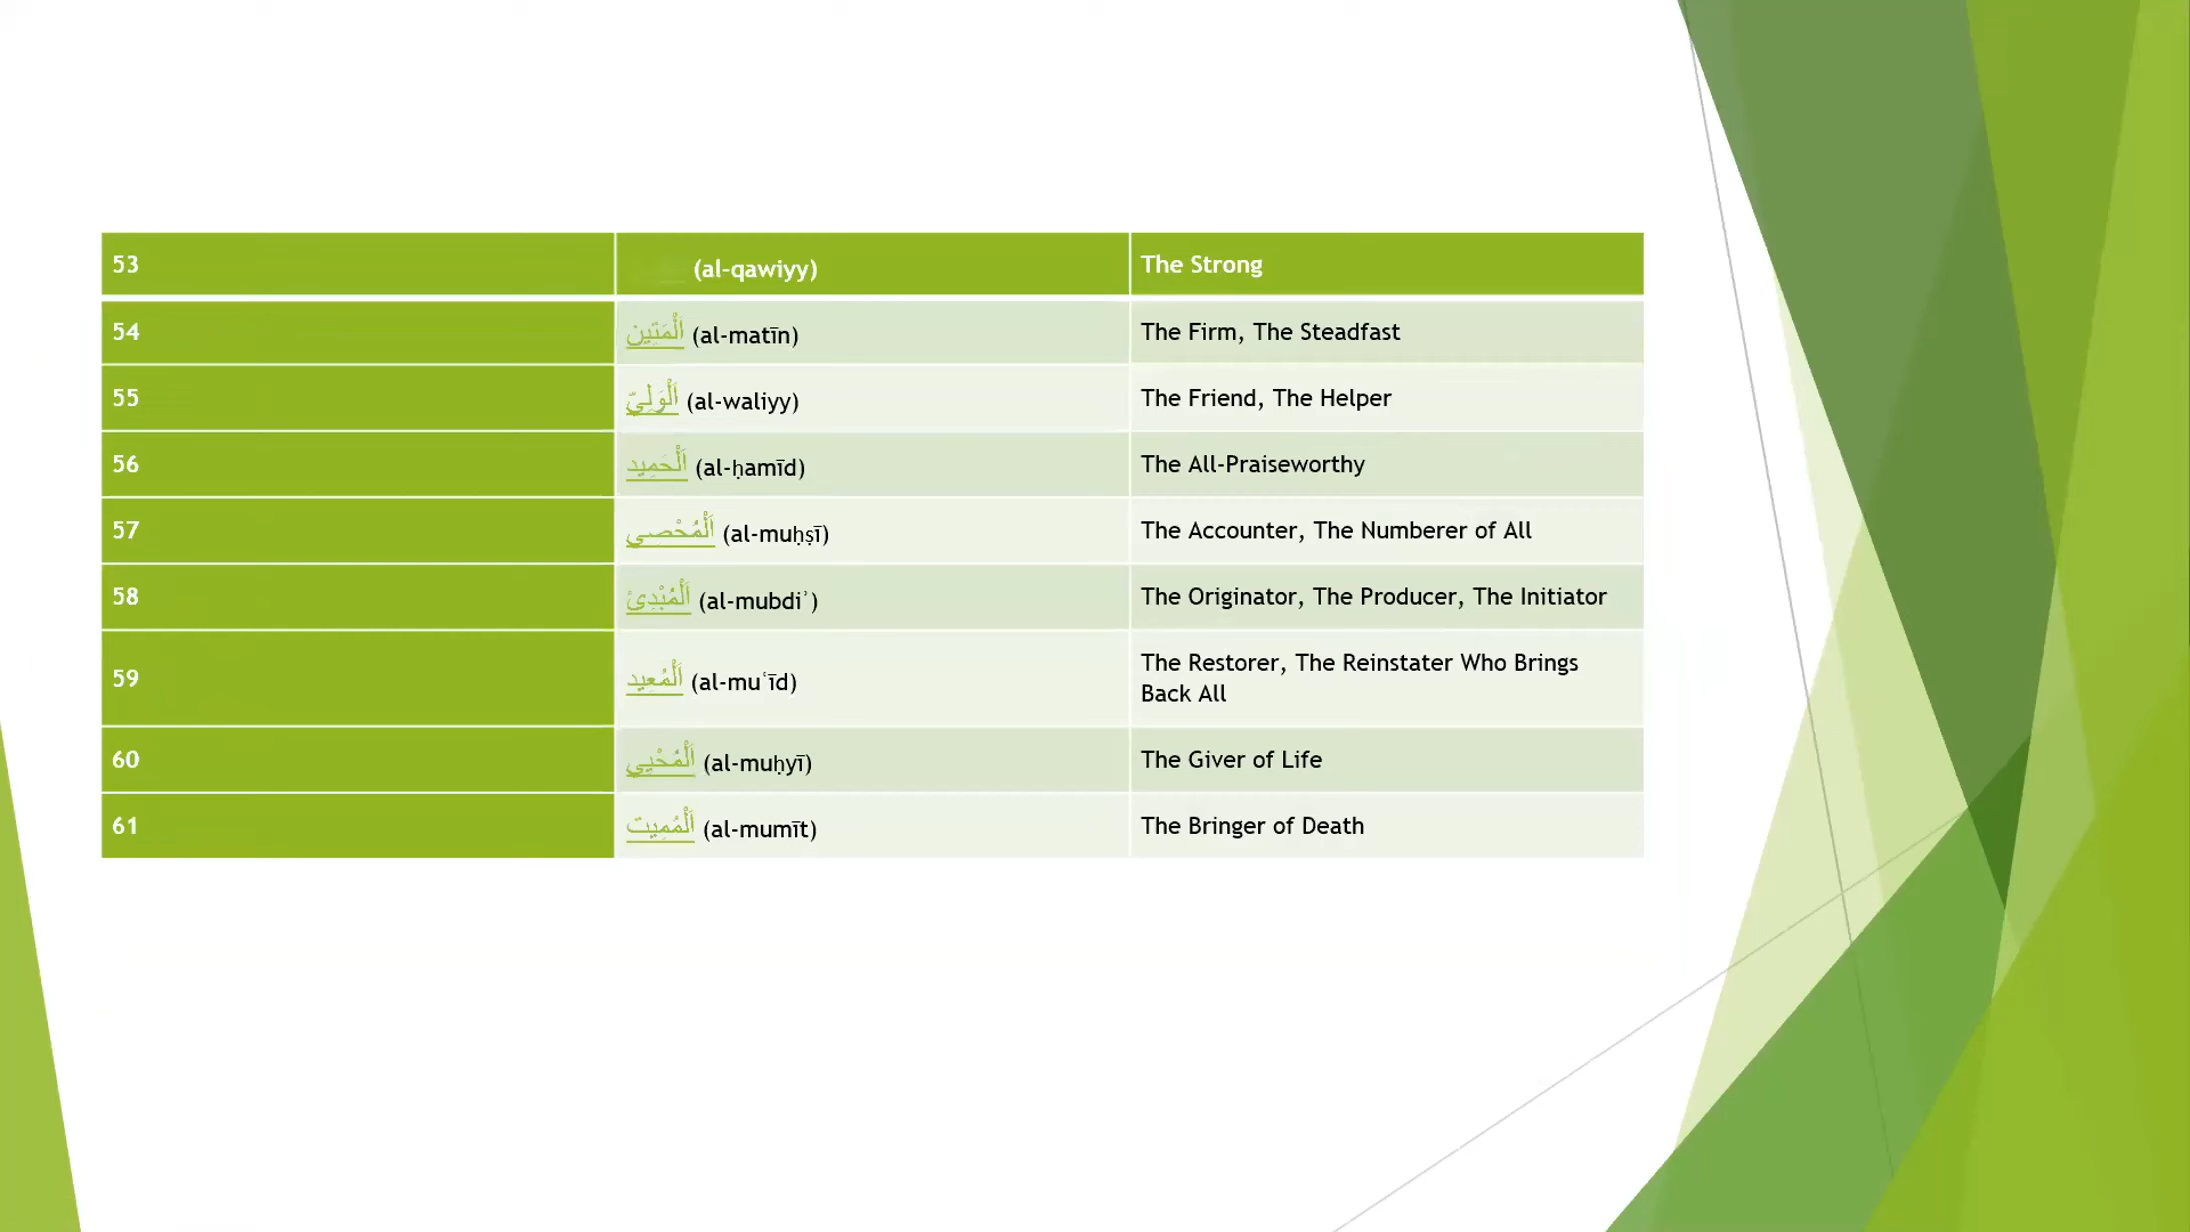 53 (al-qawiyy) The Strong
54 اَلْمَتِين (al-matīn) The Firm, The Steadfast
55 اَلْوَلِيّ (al-waliyy) The Friend, The Helper
56 اَلْحَمِيد (al-ḥamīd) The All-Praiseworthy
57 اَلْمُحْصِي (al-muḥṣī) The Accounter, The Numberer of All
58 اَلْمُبْدِئ (al-mubdiʾ) The Originator, The Producer, The Initiator
59 اَلْمُعِيد (al-muʿīd) The Restorer, The Reinstater Who Brings
Back All
60 اَلْمُحْيِي (al-muḥyī) The Giver of Life
61 اَلْمُمِيت (al-mumīt) The Bringer of Death